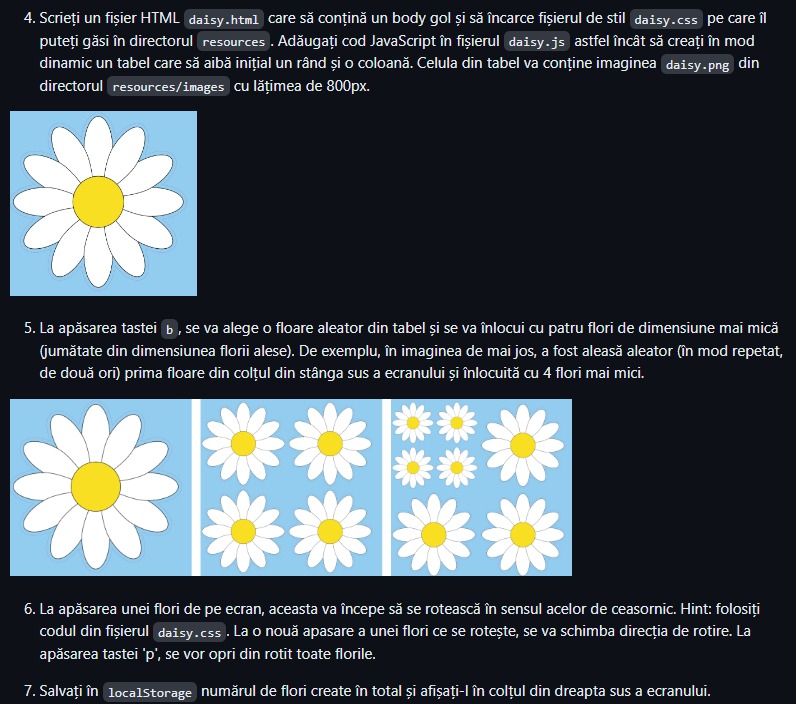 4. Scrieți un fișier HTML daisy.html care să conțină un body gol și să încarce fișierul de stil daisy.css pe care îl
puteți găsi în directorul resources. Adăugați cod JavaScript în fișierul daisy.js astfel încât să creați în mod
dinamic un tabel care să aibă inițial un rând și o coloană. Celula din tabel va conține imaginea daisy.png din
directorul resources/images cu lățimea de 800px.
5. La apăsarea tastei b, se va alege o floare aleator din tabel și se va înlocui cu patru flori de dimensiune mai mică
(jumătate din dimensiunea florii alese). De exemplu, în imaginea de mai jos, a fost aleasă aleator (în mod repetat,
de două ori) prima floare din colțul din stânga sus a ecranului și înlocuită cu 4 flori mai mici.
6. La apăsarea unei flori de pe ecran, aceasta va începe să se rotească în sensul acelor de ceasornic. Hint: folosiți
codul din fișierul daisy.css. La o nouă apasare a unei flori ce se rotește, se va schimba direcția de rotire. La
apăsarea tastei 'p', se vor opri din rotit toate florile.
7. Salvați în localStorage numărul de flori create în total și afișați-l în colțul din dreapta sus a ecranului.